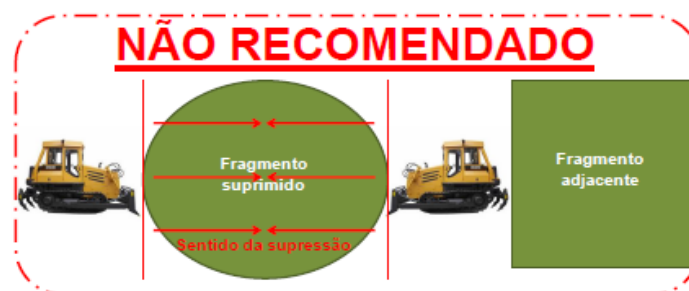 NÃO RECOMENDADO
Fragmento
suprimido
Fragmento
adjacente
Sentido da supressão